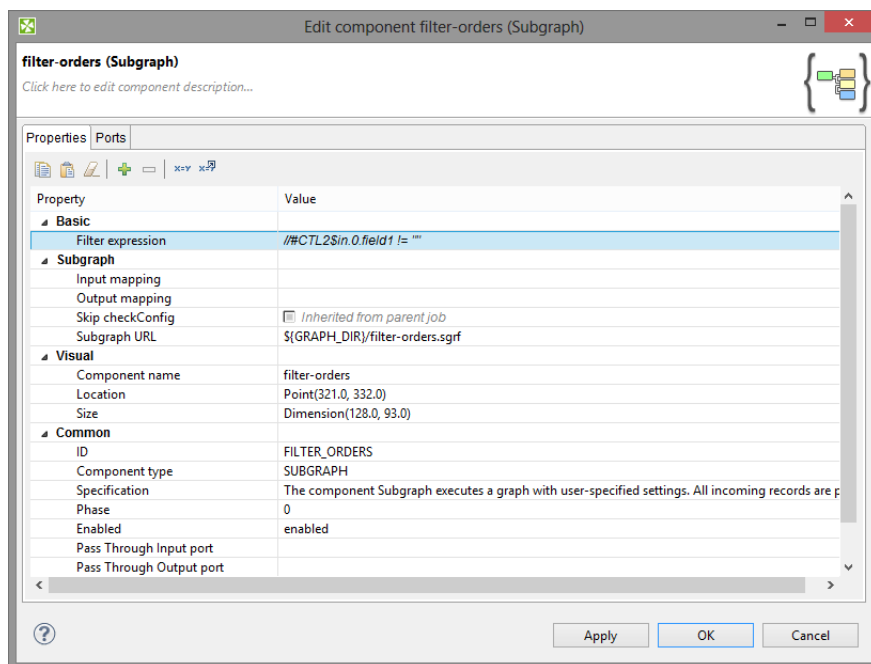 Edit component filter-orders (Subgraph)
filter-orders (Subgraph)
Click here to edit component description...
Properties Ports
x=y x=
Property Value
Basic
Filter expression //#CTL2$in.0.field1 != ""
Subgraph
Input mapping
Output mapping
Skip checkConfig Inherited from parent job
Subgraph URL ${GRAPH_DIR}/filter-orders.sgrf
Visual
Component name filter-orders
Location Point(321.0, 332.0)
Size Dimension(128.0, 93.0)
Common
ID FILTER_ORDERS
Component type SUBGRAPH
Specification The component Subgraph executes a graph with user-specified settings. All incoming records are
Phase 0
Enabled enabled
Pass Through Input port
Pass Through Output port
? Apply OK Cancel